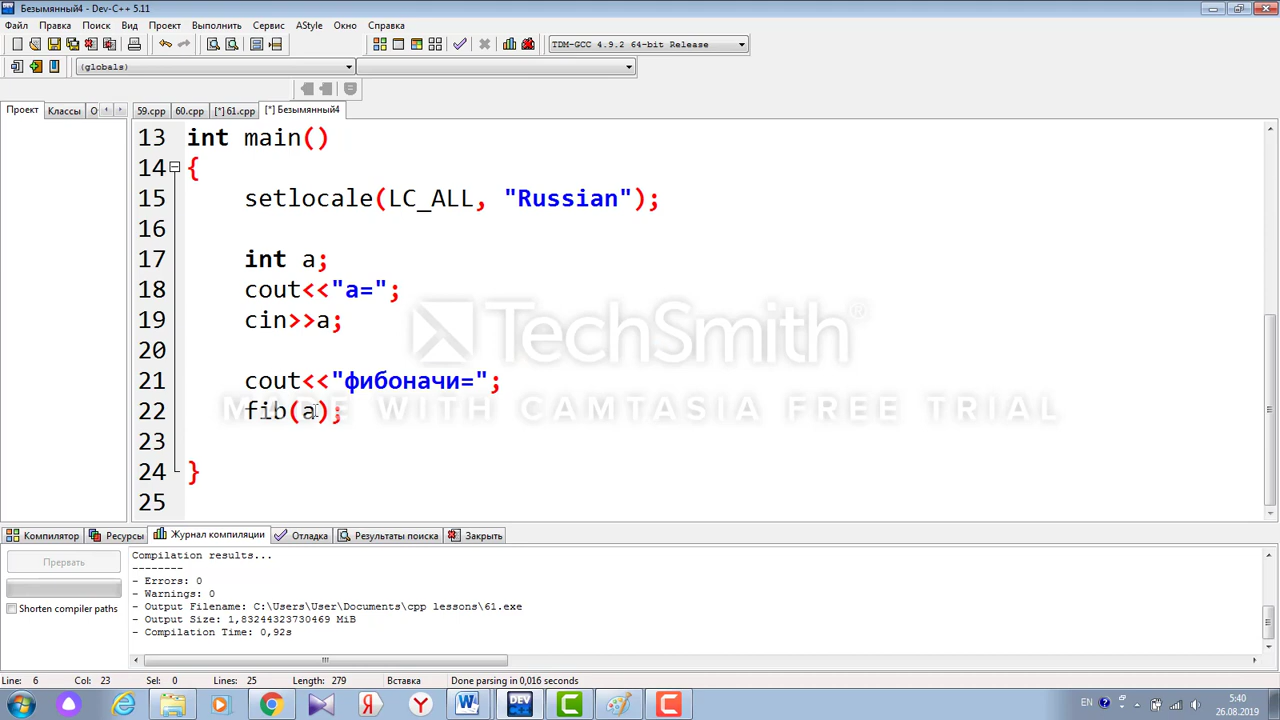 Безымянный4 - Dev-C++ 5.11
Файл Правка Поиск Вид Проект Выполнить Сервис AStyle Окно Справка
TDM-GCC 4.9.2 64-bit Release
(globals)
Проект Классы О 59.cpp 60.cpp [*] 61.cpp [*] Безымянный4
13 int main()
14 {
15 setlocale(LC_ALL, "Russian");
16
17 int a;
18 cout<<"a=";
19 cin>>a;
20
21 cout<<"фибоначи=";
22 fib(a);
23
24 }
25
TechSmith®
MADE WITH CAMTASIA FREE TRIAL
Компилятор Ресурсы Журнал компиляции Отладка Результаты поиска Закрыть
Прервать
Shorten compiler paths
Compilation results...
--------
- Errors: 0
- Warnings: 0
- Output Filename: C:\Users\User\Documents\cpp lessons\61.exe
- Output Size: 1,83244323730469 MiB
- Compilation Time: 0,92s
Line: 6 Col: 23 Sel: 0 Lines: 25 Length: 279 Вставка Done parsing in 0,016 seconds
EN 5:40
26.08.2019